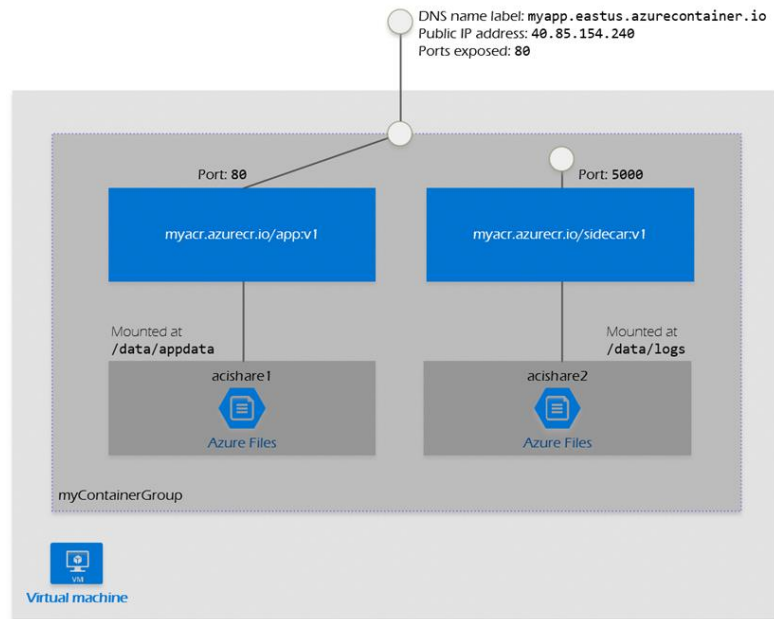 DNS name label: myapp.eastus.azurecontainer.io
Public IP address: 40.85.154.240
Ports exposed: 80
Port: 80
Port: 5000
myacr.azurecr.io/app:v1
myacr.azurecr.io/sidecar:v1
Mounted at
/data/appdata
Mounted at
/data/logs
acishare1
acishare2
Azure Files
Azure Files
myContainerGroup
VM
Virtual machine